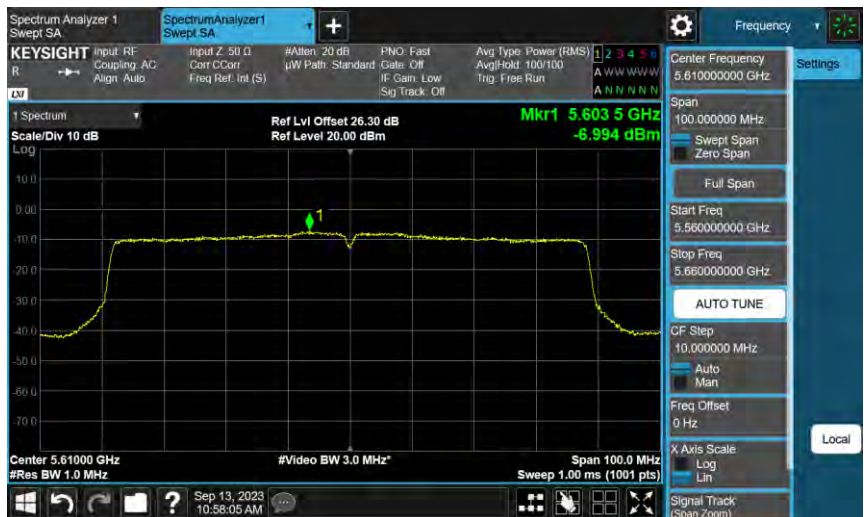 Spectrum Analyzer 1
Swept SA
SpectrumAnalyzer1
Swept SA
Frequency
KEYSIGHT
R
LXI
Input: RF
Coupling: AC
Align: Auto
Input Z: 50 Ω
Corr CCorr
Freq Ref: Int (S)
#Atten: 20 dB
µW Path: Standard
PNO: Fast
Gate: Off
IF Gain: Low
Sig Track: Off
Avg Type: Power (RMS)
Avg|Hold: 100/100
Trig: Free Run
1 2 3 4 5 6
A W W W W W
A N N N N N
1 Spectrum
Scale/Div 10 dB
Log
Ref Lvl Offset 26.30 dB
Ref Level 20.00 dBm
Mkr1 5.603 5 GHz
-6.994 dBm
10.0
0.00
-10.0
-20.0
-30.0
-40.0
-50.0
-60.0
-70.0
1
Center 5.61000 GHz
#Res BW 1.0 MHz
#Video BW 3.0 MHz*
Span 100.0 MHz
Sweep 1.00 ms (1001 pts)
Sep 13, 2023
10:58:05 AM
Center Frequency
5.610000000 GHz
Span
100.000000 MHz
Swept Span
Zero Span
Full Span
Start Freq
5.560000000 GHz
Stop Freq
5.660000000 GHz
AUTO TUNE
CF Step
10.000000 MHz
Auto
Man
Freq Offset
0 Hz
X Axis Scale
Log
Lin
Signal Track
(Span Zoom)
Settings
Local